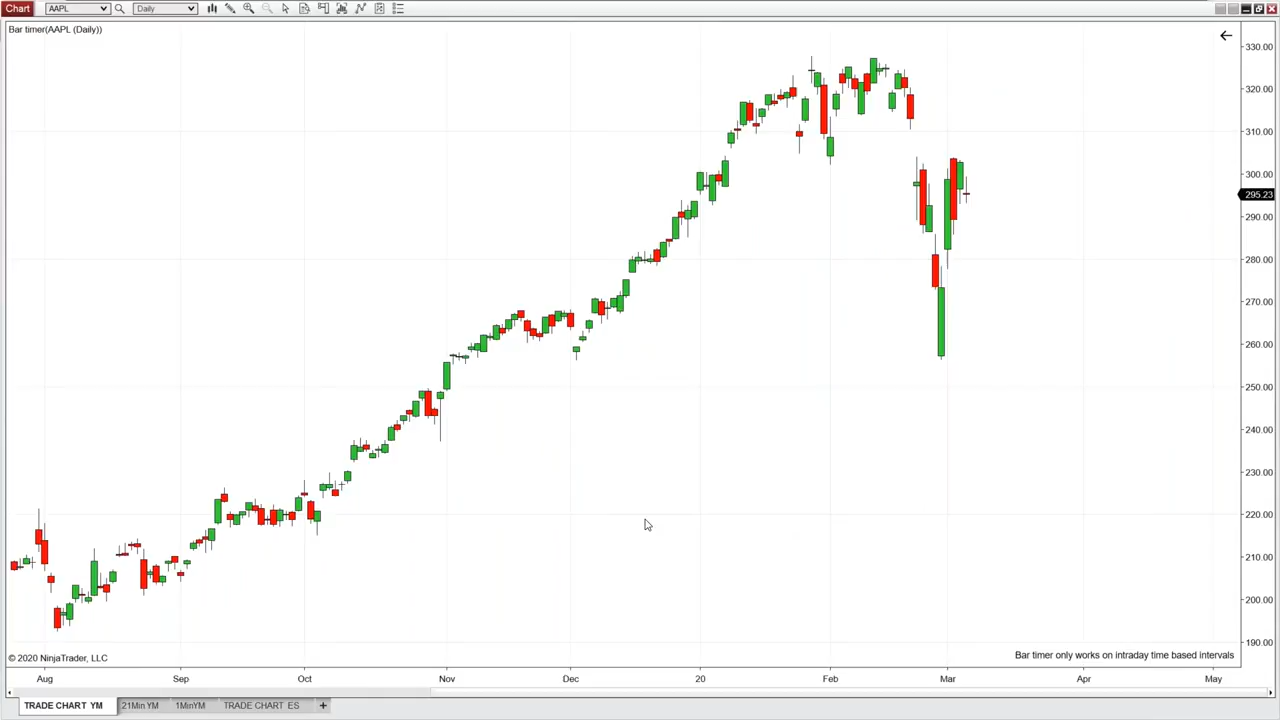 Chart AAPL Daily
Bar timer(AAPL (Daily))
330.00
320.00
310.00
300.00
295.23
290.00
280.00
270.00
260.00
250.00
240.00
230.00
220.00
210.00
200.00
190.00
© 2020 NinjaTrader, LLC
Bar timer only works on intraday time based intervals
Aug Sep Oct Nov Dec 20 Feb Mar Apr May
TRADE CHART YM 21Min YM 1MinYM TRADE CHART ES +